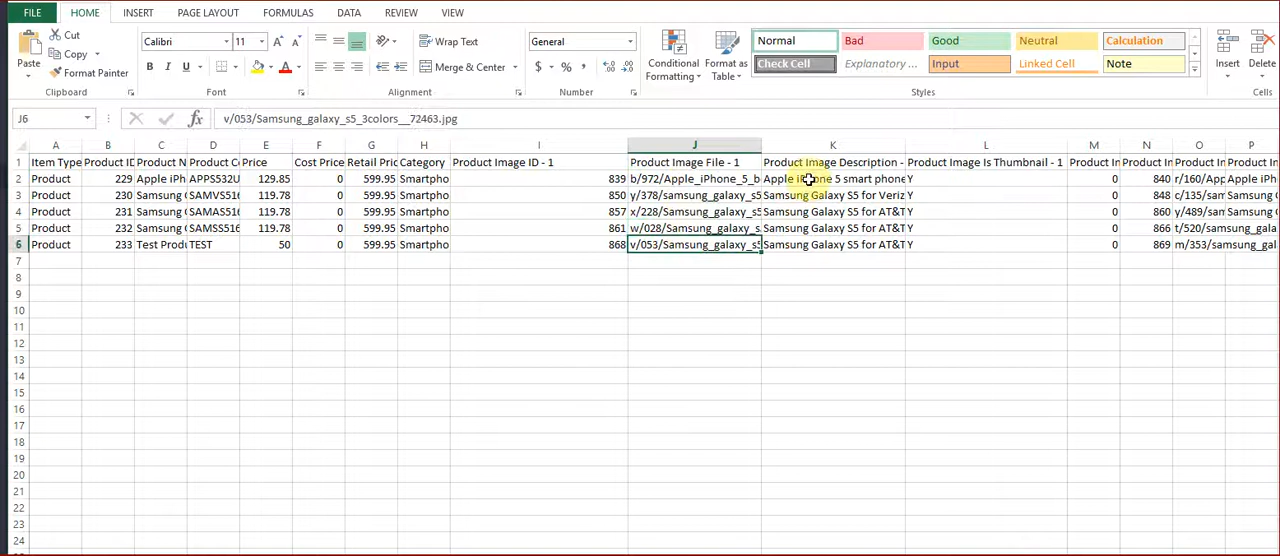 FILE HOME INSERT PAGE LAYOUT FORMULAS DATA REVIEW VIEW
Paste
Cut
Copy
Format Painter
Clipboard
Calibri 11
B I U
Font
Wrap Text
Merge & Center
Alignment
General
$ % ,
Number
Conditional Formatting
Format as Table
Normal Bad Good Neutral Calculation
Check Cell Explanatory ... Input Linked Cell Note
Styles
Insert Delete
Cells
J6 fx v/053/Samsung_galaxy_s5_3colors__72463.jpg
A B C D E F G H I J K L M N O P
1 Item Type Product ID Product N Product Co Price Cost Price Retail Pric Category Product Image ID - 1 Product Image File - 1 Product Image Description - Product Image Is Thumbnail - 1 Product In Product In Product In Product Im
2 Product 229 Apple iPh APPS532U 129.85 0 599.95 Smartpho 839 b/972/Apple_iPhone_5_b Apple iPhone 5 smart phone Y 0 840 r/160/App Apple iPh
3 Product 230 Samsung G SAMVS516 119.78 0 599.95 Smartpho 850 y/378/Samsung_galaxy_s5 Samsung Galaxy S5 for Veriz Y 0 848 c/135/sam Samsung G
4 Product 231 Samsung G SAMAS516 119.78 0 599.95 Smartpho 857 x/228/Samsung_galaxy_s5 Samsung Galaxy S5 for AT&T Y 0 860 y/489/sam Samsung G
5 Product 232 Samsung G SAMSS516 119.78 0 599.95 Smartpho 861 w/028/Samsung_galaxy_s Samsung Galaxy S5 for AT&T Y 0 866 t/520/samsung_gala
6 Product 233 Test Produ TEST 50 0 599.95 Smartpho 868 v/053/Samsung_galaxy_s5 Samsung Galaxy S5 for AT&T Y 0 869 m/353/samsung_gal
7
8
9
10
11
12
13
14
15
16
17
18
19
20
21
22
23
24